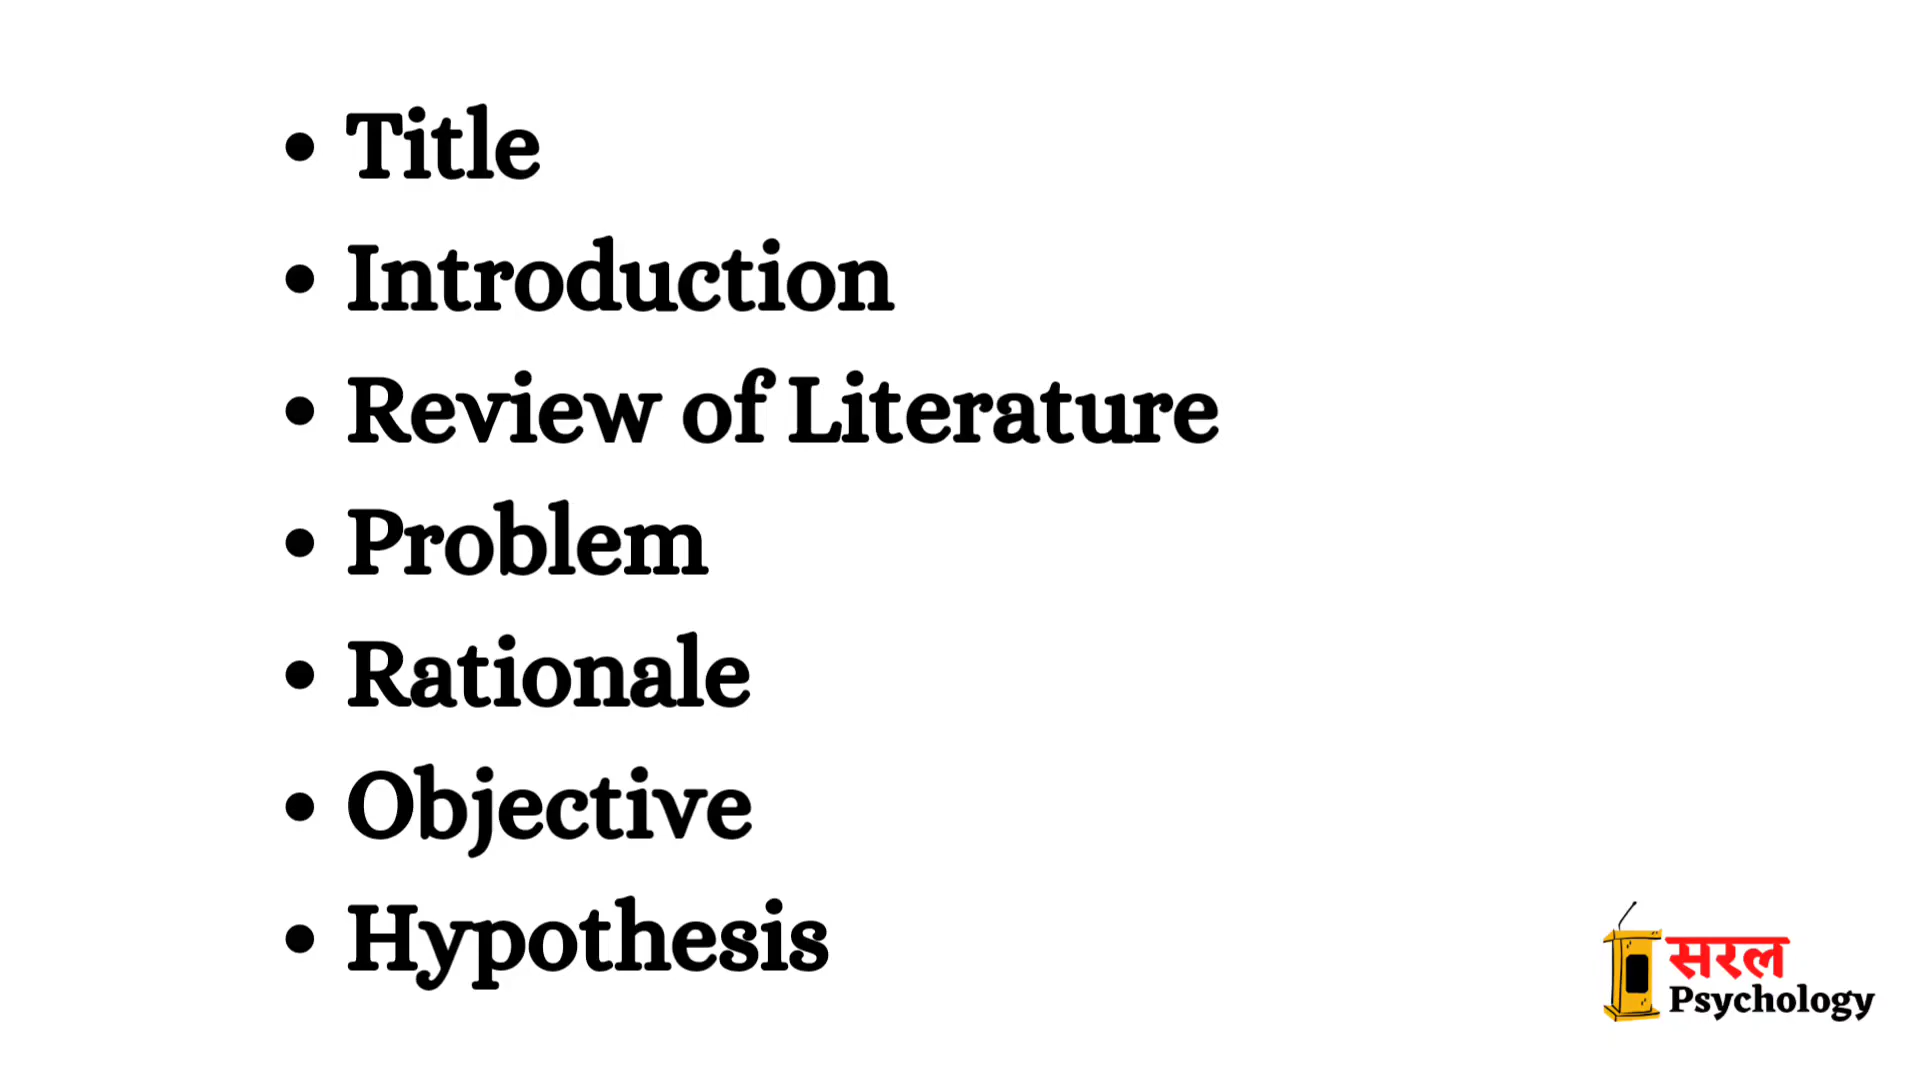 • Title
• Introduction
• Review of Literature
• Problem
• Rationale
• Objective
• Hypothesis
सरल
Psychology